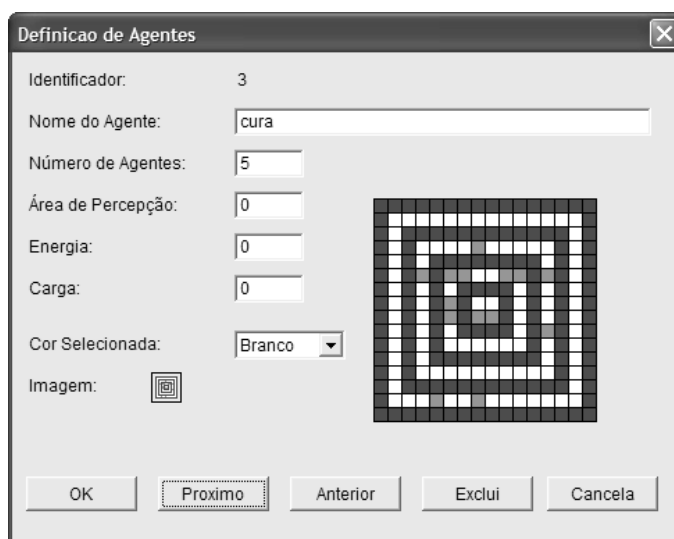 Definicao de Agentes
Identificador: 3
Nome do Agente: cura
Número de Agentes: 5
Área de Percepção: 0
Energia: 0
Carga: 0
Cor Selecionada: Branco
Imagem:
OK Proximo Anterior Exclui Cancela